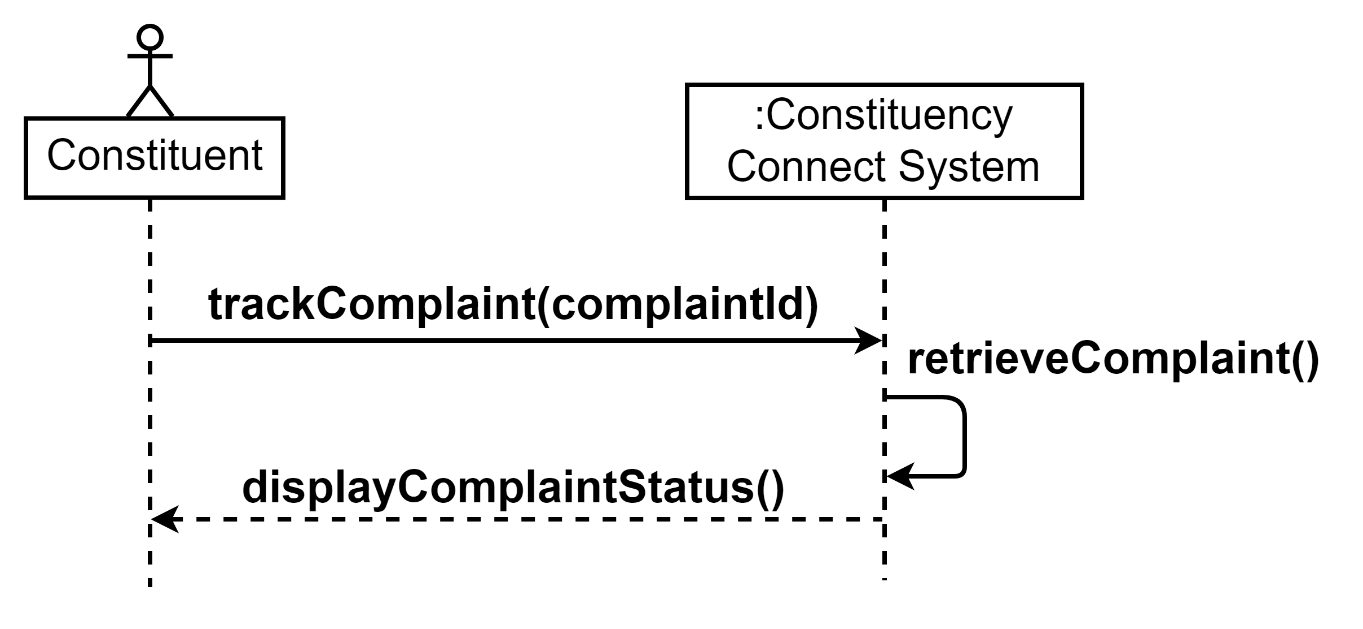 Constituent
:Constituency
Connect System
trackComplaint(complaintId)
retrieveComplaint()
displayComplaintStatus()